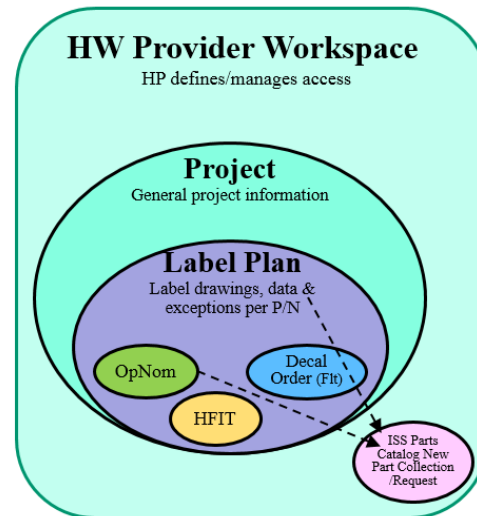 HW Provider Workspace
HP defines/manages access
Project
General project information
Label Plan
Label drawings, data &
exceptions per P/N
OpNom
Decal
Order (Flt)
HFIT
ISS Parts
Catalog New
Part Collection
/Request